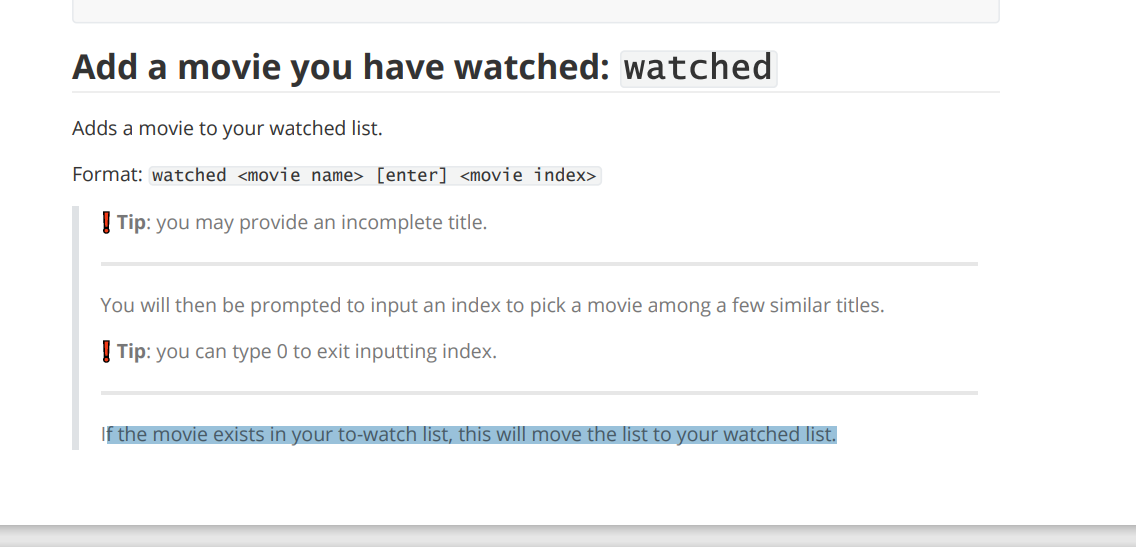 Add a movie you have watched: watched
Adds a movie to your watched list.
Format: watched <movie name> [enter] <movie index>
❗Tip: you may provide an incomplete title.
You will then be prompted to input an index to pick a movie among a few similar titles.
❗Tip: you can type 0 to exit inputting index.
If the movie exists in your to-watch list, this will move the list to your watched list.